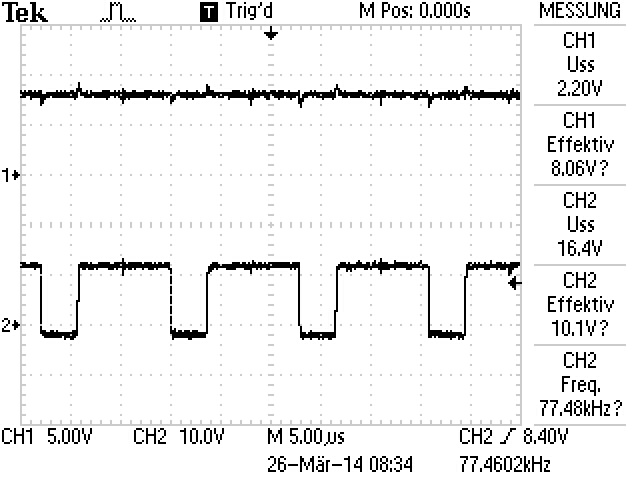 Tek T Trig'd M Pos: 0.000s MESSUNG
CH1
Uss
2.20V
CH1
Effektiv
8.06V?
1
CH2
Uss
16.4V
CH2
Effektiv
10.1V?
2
CH2
Freq.
77.48kHz?
CH1 5.00V CH2 10.0V M 5.00µs CH2 8.40V
26-Mär-14 08:34 77.4602kHz